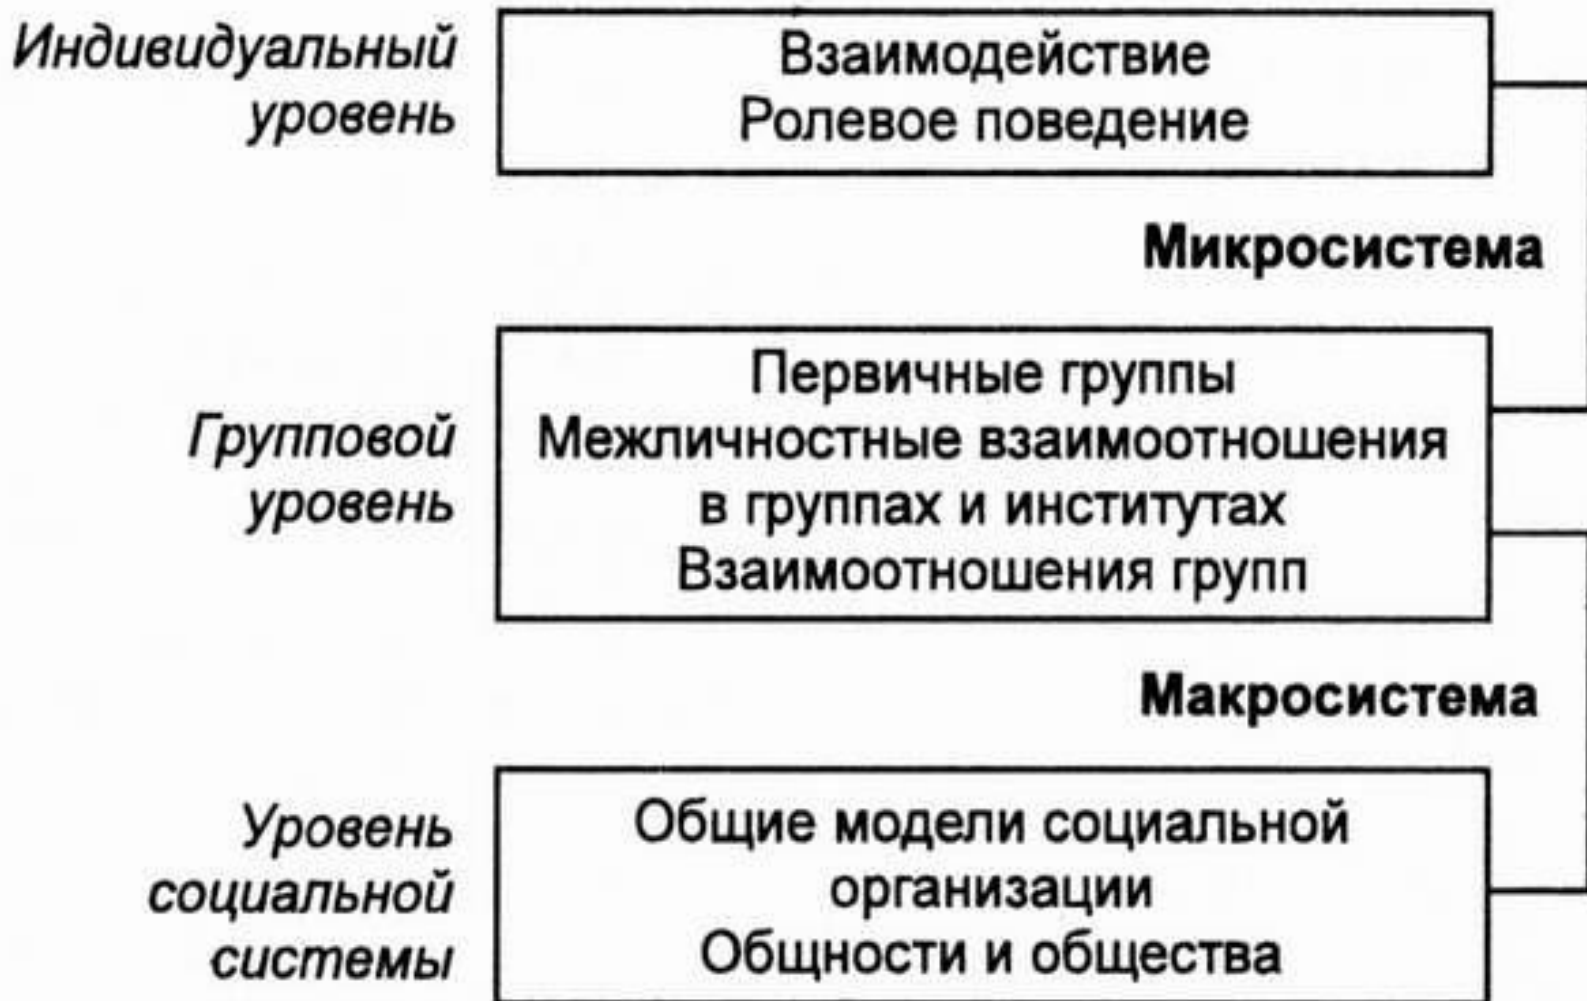 Индивидуальный
уровень
Взаимодействие
Ролевое поведение
Микросистема
Групповой
уровень
Первичные группы
Межличностные взаимоотношения
в группах и институтах
Взаимоотношения групп
Макросистема
Уровень
социальной
системы
Общие модели социальной
организации
Общности и общества